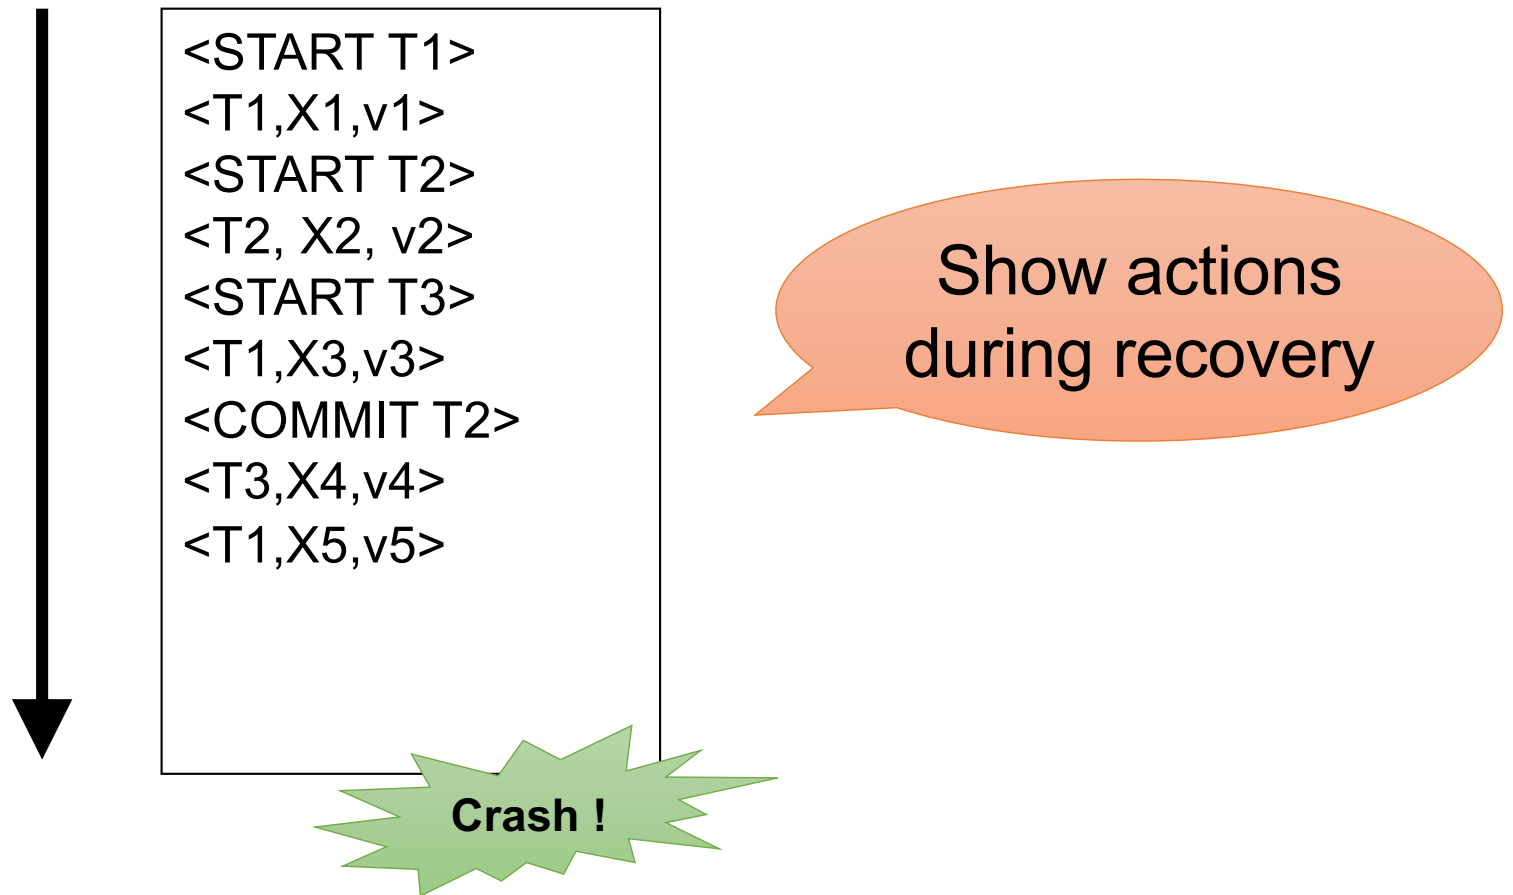 <START T1>
<T1,X1,v1>
<START T2>
<T2, X2, v2>
<START T3>
<T1,X3,v3>
<COMMIT T2>
<T3,X4,v4>
<T1,X5,v5>
Show actions
during recovery
Crash !